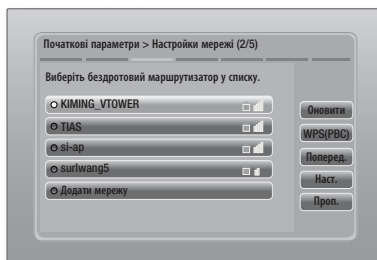 Початкові параметри > Настройки мережі (2/5)
Виберіть бездротовий маршрутизатор у списку.
KIMING_VTOWER
TIAS
si-ap
surlwang5
Додати мережу
Оновити
WPS(PBC)
Поперед.
Наст.
Проп.